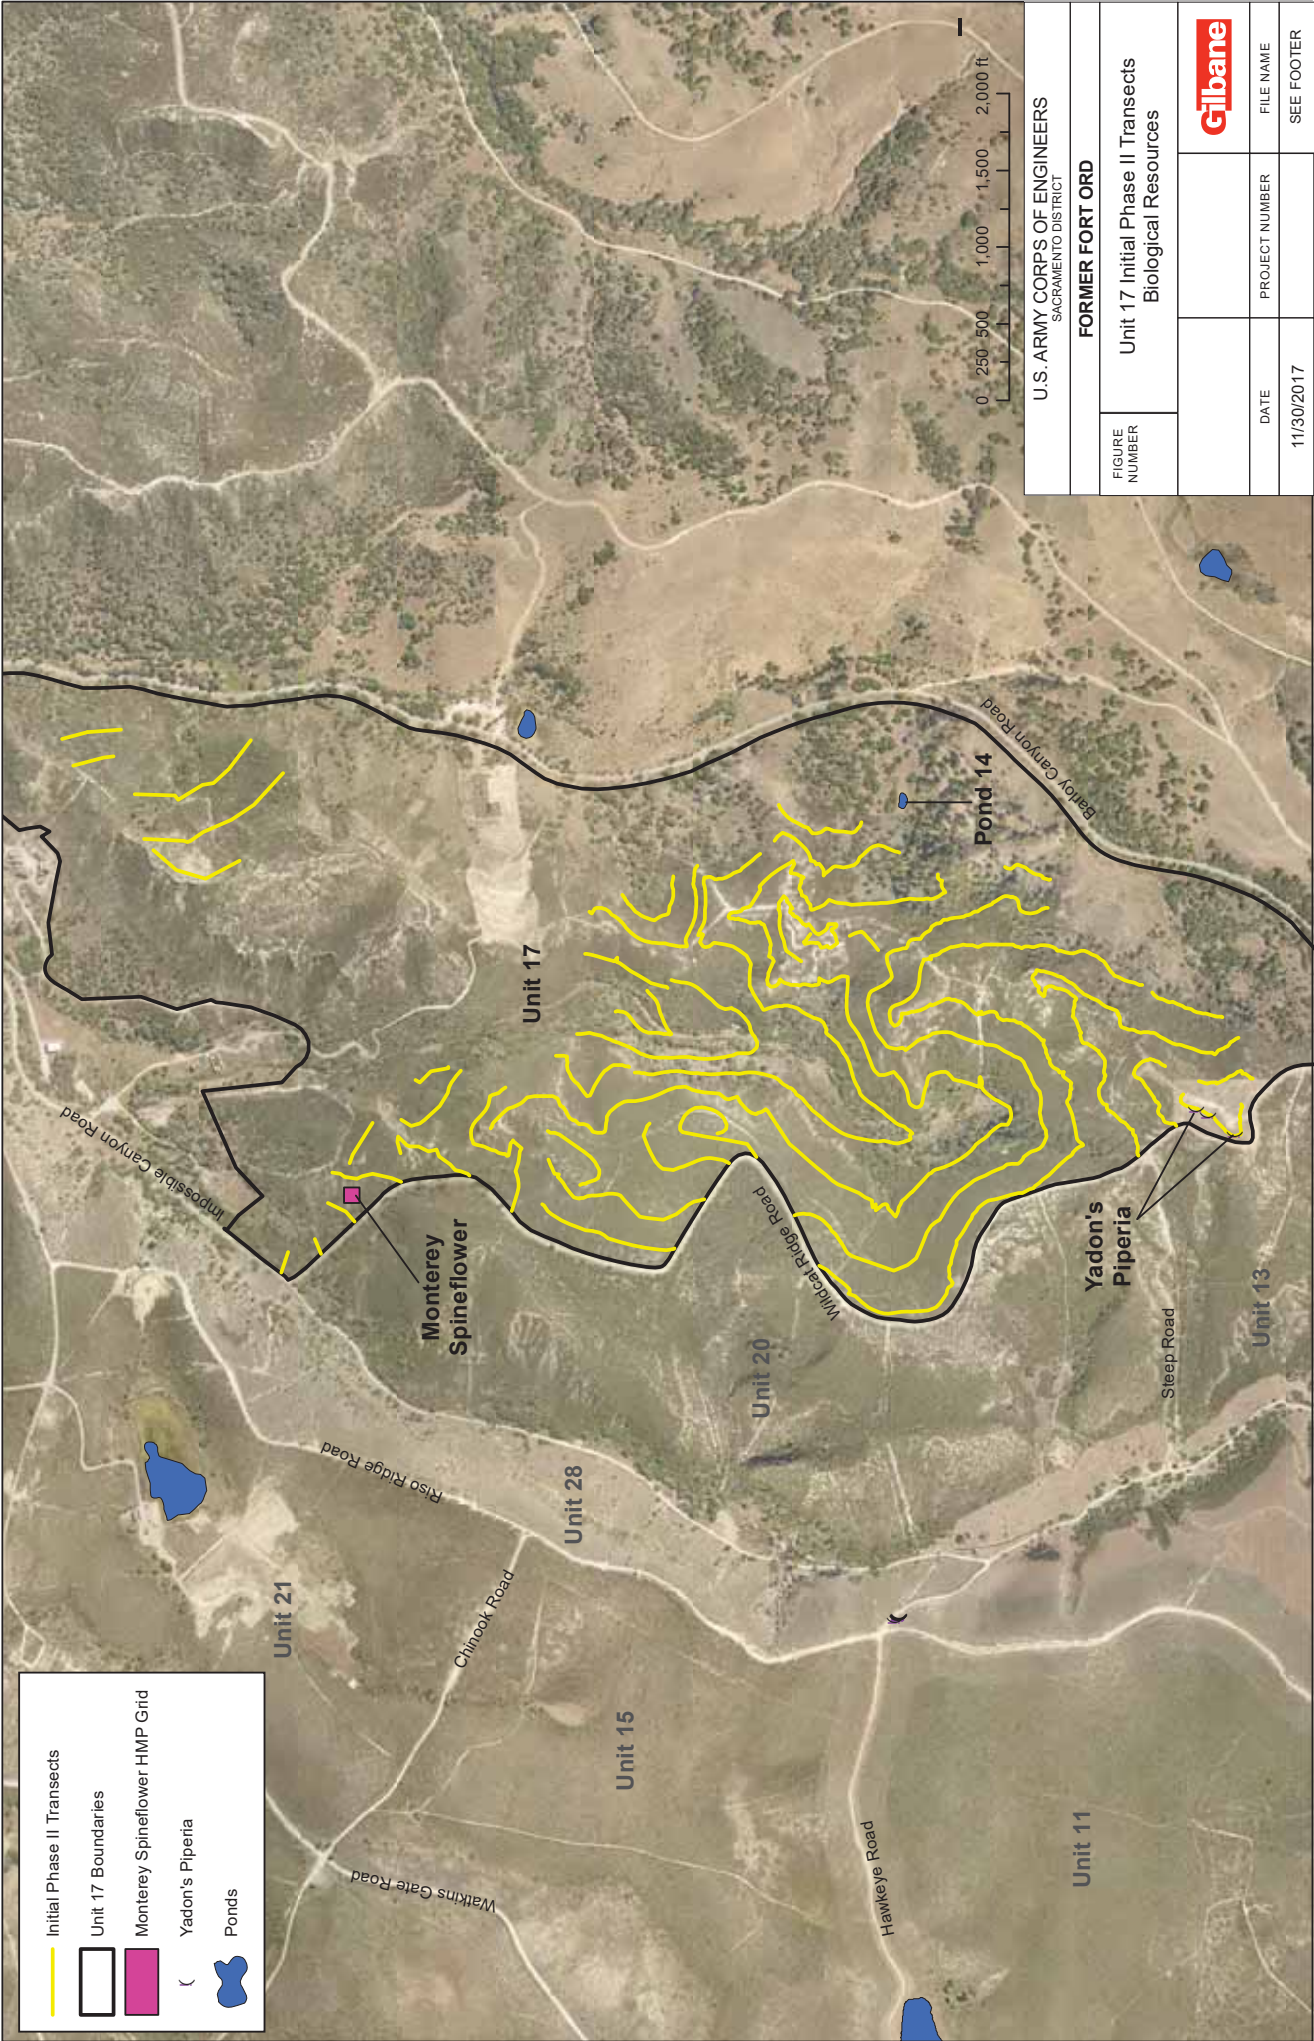 Initial Phase II Transects
Unit 17 Boundaries
Monterey Spineflower HMP Grid
Yadon's Piperia
Ponds
Impossible Canyon Road
Riso Ridge Road
Chinook Road
Watkins Gate Road
Hawkeye Road
Wildcat Ridge Road
Steep Road
Barloy Canyon Road
Unit 21
Unit 28
Unit 15
Unit 11
Unit 20
Unit 13
Unit 17
Monterey
Spineflower
Yadon's
Piperia
Pond 14
0 250 500 1,000 1,500 2,000 ft
U.S. ARMY CORPS OF ENGINEERS
SACRAMENTO DISTRICT
FORMER FORT ORD
FIGURE
NUMBER
Unit 17 Initial Phase II Transects
Biological Resources
Gilbane
DATE
PROJECT NUMBER
FILE NAME
11/30/2017
SEE FOOTER